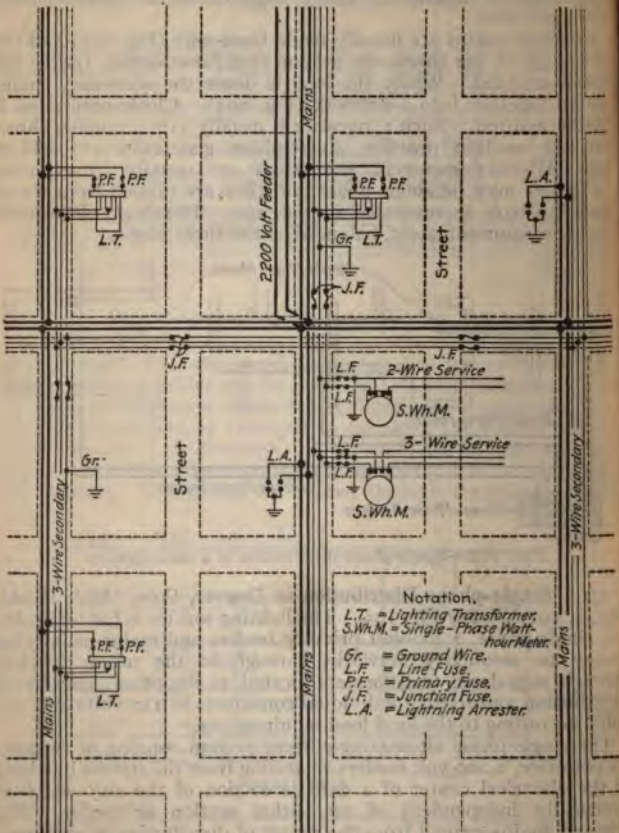 Mains
2200 Volt Feeder
P.F. P.F.
L.T.
P.F. P.F.
L.T.
Gr.
J.F.
Street
L.A.
J.F.
J.F.
L.F. 2-Wire Service
L.F.
S.Wh.M.
L.F. 3-Wire Service
L.F.
S.Wh.M.
Gr.
Street
L.A.
3-Wire Secondary
3-Wire Secondary
P.F. P.F.
L.T.
Mains
Mains
Mains
Notation.
L.T. = Lighting Transformer.
S.Wh.M. = Single-Phase Watt-
hour Meter.
Gr. = Ground Wire.
L.F. = Line Fuse.
P.F. = Primary Fuse.
J.F. = Junction Fuse.
L.A. = Lightning Arrester.